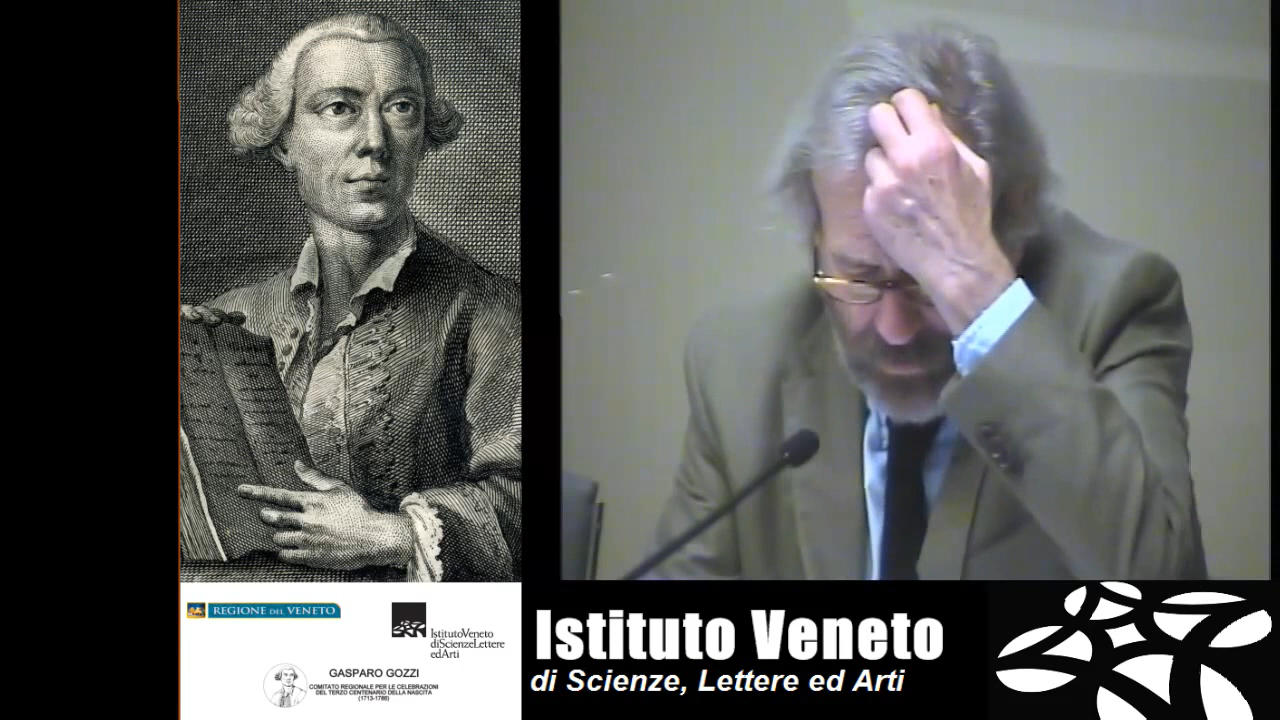 REGIONE DEL VENETO
IstitutoVeneto
diScienzeLettere
edArti
GASPARO GOZZI
COMITATO REGIONALE PER LE CELEBRAZIONI
DEL TERZO CENTENARIO DELLA NASCITA
(1713-1786)
Istituto Veneto
di Scienze, Lettere ed Arti